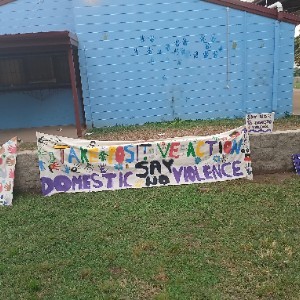 TAKE POSITIVE ACTION
SAY
DOMESTIC NO VIOLENCE